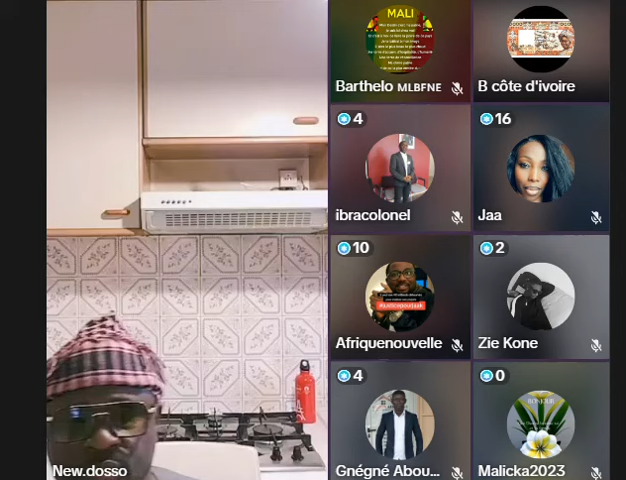 MALI
Barthelo MLBFNE
B côte d'ivoire
4
16
ibracolonel
Jaa
10
2
Afriquenouvelle
Zie Kone
4
0
BONJOUR
New.dosso
Gnégné Abou...
Malicka2023